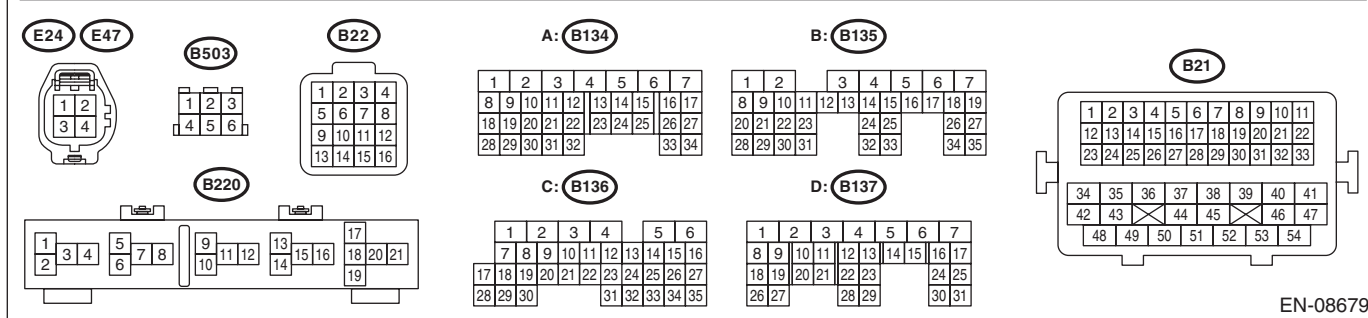 E24 E47
1 2
3 4
B503
1 2 3
4 5 6
B22
1 2 3 4
5 6 7 8
9 10 11 12
13 14 15 16
B220
1 2 3 4 5 6 7 8 9 10 11 12 13 14 15 16 17 18 19 20 21
A: B134
1 2 3 4 5 6 7
8 9 10 11 12 13 14 15 16 17
18 19 20 21 22 23 24 25 26 27
28 29 30 31 32 33 34
B: B135
1 2 3 4 5 6 7
8 9 10 11 12 13 14 15 16 17 18 19
20 21 22 23 24 25 26 27
28 29 30 31 32 33 34 35
C: B136
1 2 3 4 5 6
7 8 9 10 11 12 13 14 15 16
17 18 19 20 21 22 23 24 25 26 27
28 29 30 31 32 33 34 35
D: B137
1 2 3 4 5 6 7
8 9 10 11 12 13 14 15 16 17
18 19 20 21 22 23 24 25
26 27 28 29 30 31
B21
1 2 3 4 5 6 7 8 9 10 11
12 13 14 15 16 17 18 19 20 21 22
23 24 25 26 27 28 29 30 31 32 33
34 35 36 37 38 39 40 41
42 43 44 45 46 47
48 49 50 51 52 53 54
EN-08679